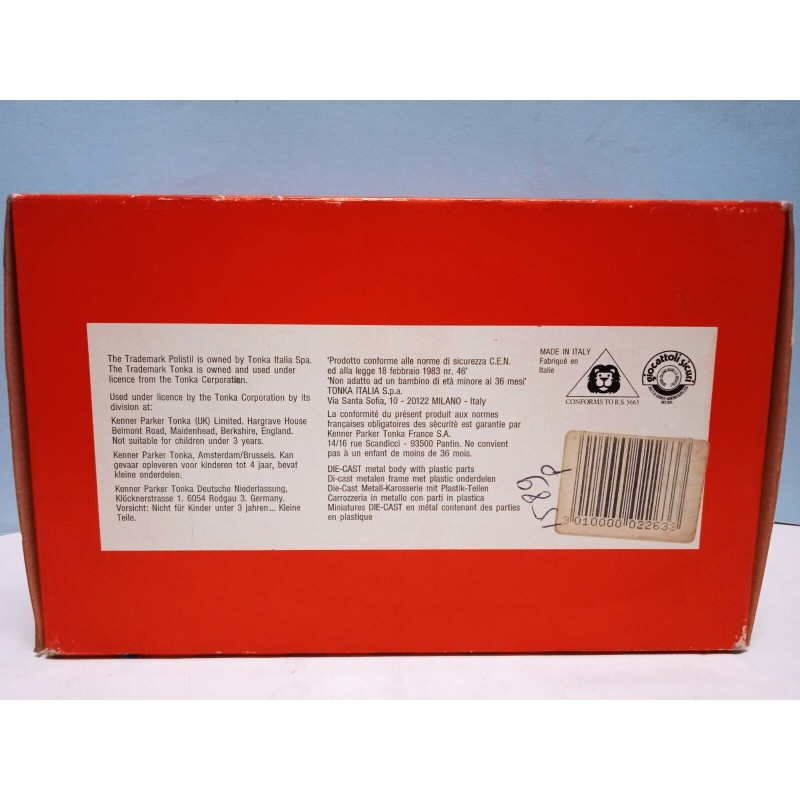 The Trademark Polistil is owned by Tonka Italia Spa.
The Trademark Tonka is owned and used under
licence from the Tonka Corporation.
Used under licence by the Tonka Corporation by its
division at:
Kenner Parker Tonka (UK) Limited. Hargrave House
Belmont Road, Maidenhead, Berkshire, England.
Not suitable for children under 3 years.
Kenner Parker Tonka, Amsterdam/Brussels. Kan
gevaar opleveren voor kinderen tot 4 jaar, bevat
kleine onderdelen.
Kenner Parker Tonka Deutsche Niederlassung,
Klöcknerstrasse 1. 6054 Rodgau 3. Germany.
Vorsicht: Nicht für Kinder unter 3 jahren... Kleine
Teile.
'Prodotto conforme alle norme di sicurezza C.E.N.
ed alla legge 18 febbraio 1983 nr. 46'
'Non adatto ad un bambino di età minore ai 36 mesi'
TONKA ITALIA S.p.a.
Via Santa Sofia, 10 - 20122 MILANO - Italy
La conformité du présent produit aux normes
françaises obligatoires des sécurité est garantie par
Kenner Parker Tonka France S.A.
14/16 rue Scandicci - 93500 Pantin. Ne convient
pas à un enfant de moins de 36 mois.
DIE-CAST metal body with plastic parts
Di-cast metalen frame met plastic onderdelen
Die-Cast Metall-Karosserie mit Plastik-Teilen
Carrozzeria in metallo con parti in plastica
Miniatures DIE-CAST en métal contenant des parties
en plastique
MADE IN ITALY
Fabriqué en
Italie
CONFORMS TO B.S. 5665
giocattoli sicuri
3 010000 022633